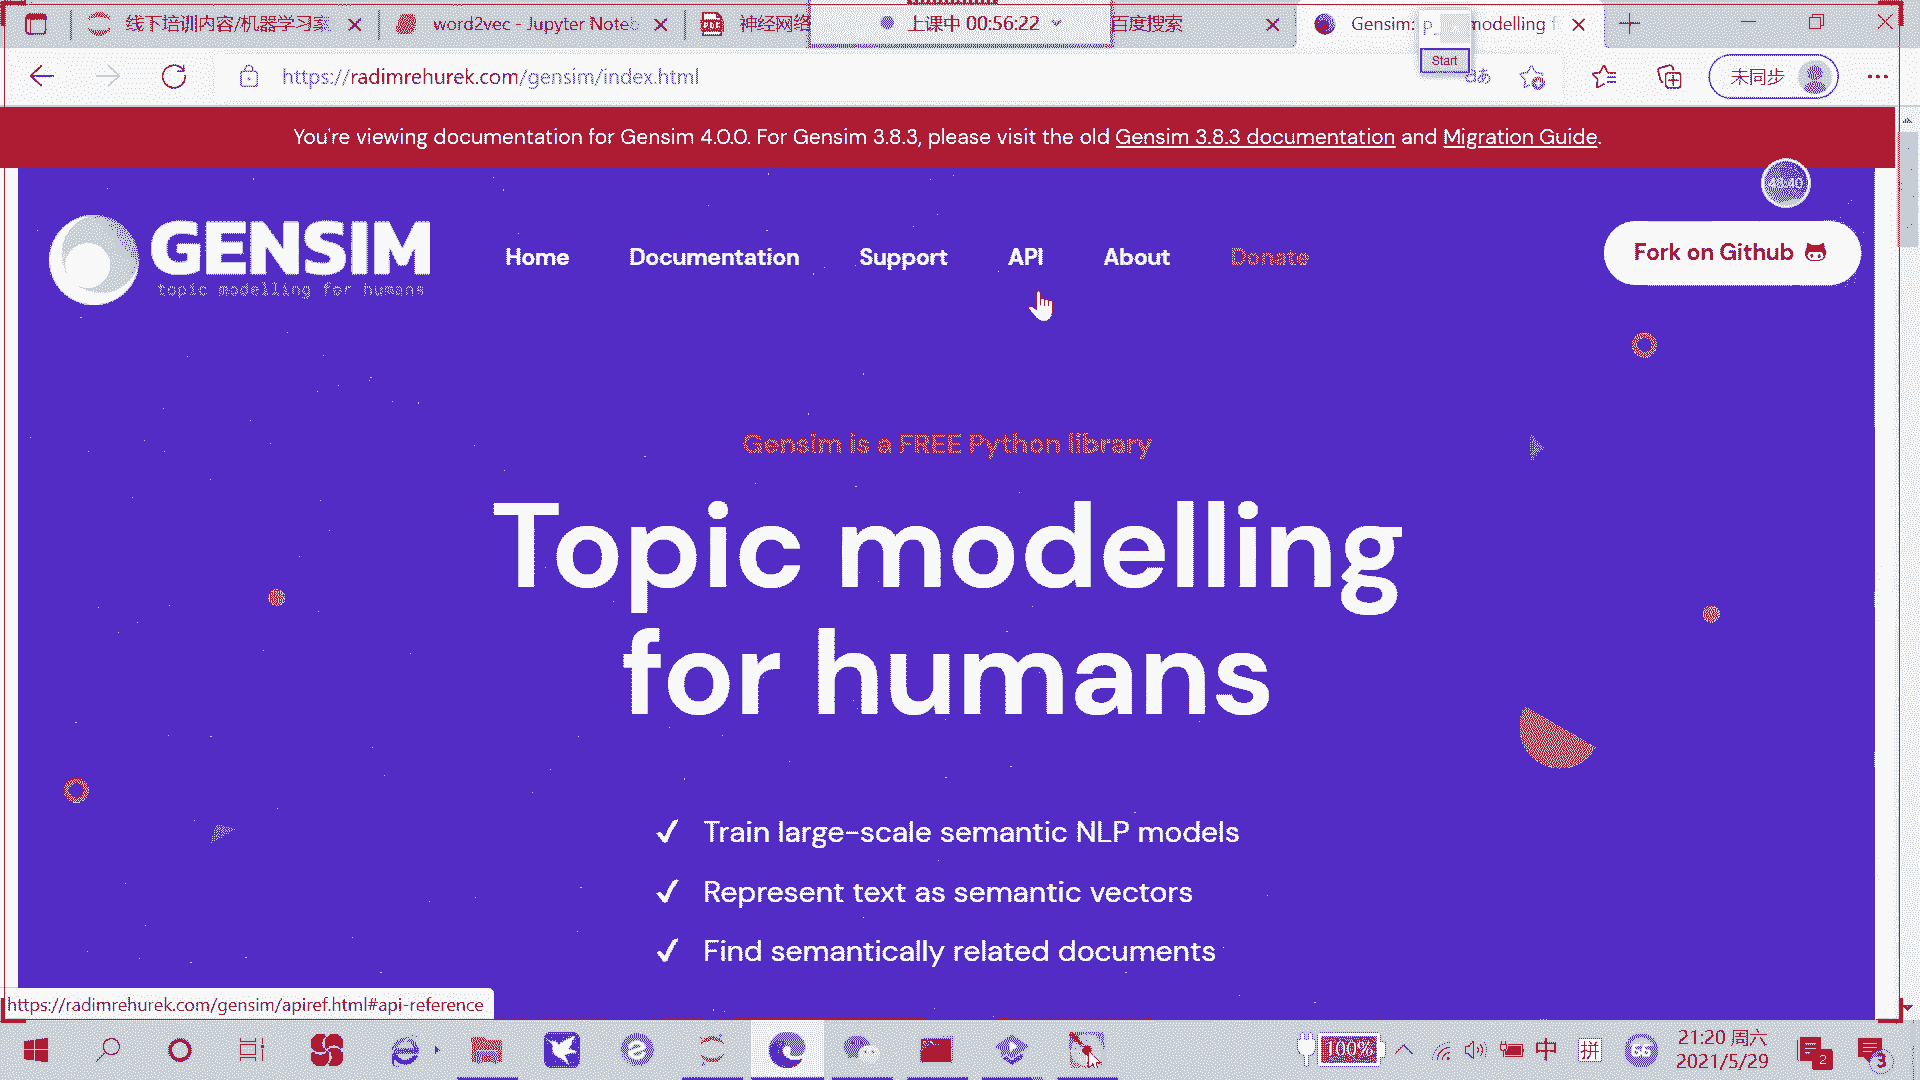 线下培训内容/机器学习案
word2vec - Jupyter Noteb
神经网络
上课中 00:56:22
百度搜索
Gensim:
modelling f
Start
https://radimrehurek.com/gensim/index.html
未同步
You're viewing documentation for Gensim 4.0.0. For Gensim 3.8.3, please visit the old Gensim 3.8.3 documentation and Migration Guide.
GENSIM
topic modelling for humans
Home
Documentation
Support
API
About
Donate
Fork on Github
Gensim is a FREE Python library
Topic modelling
for humans
✓ Train large-scale semantic NLP models
✓ Represent text as semantic vectors
✓ Find semantically related documents
https://radimrehurek.com/gensim/apiref.html#api-reference
100%
中
拼
21:20 周六
2021/5/29
2
3